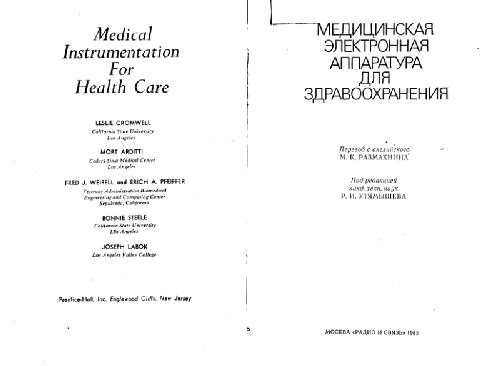 Medical
Instrumentation
For
Health Care
LESLIE CROMWELL
California State University
Los Angeles
MORT ARDITTI
Cedars-Sinai Medical Center
Los Angeles
FRED J. WEIBELL and ERICH A. PFEIFFER
Veterans Administration Biomedical
Engineering and Computing Center
Sepulveda, California
BONNIE STEELE
California State University
Los Angeles
JOSEPH LABOK
Los Angeles Valley College
Prentice-Hall, Inc. Englewood Cliffs, New Jersey
МЕДИЦИНСКАЯ
ЭЛЕКТРОННАЯ
АППАРАТУРА
ДЛЯ
ЗДРАВООХРАНЕНИЯ
Перевод с английского
М. К. РАЗМАХНИНА
Под редакцией
канд. техн. наук
Р. И. УТЯМЫШЕВА
МОСКВА «РАДИО И СВЯЗЬ»